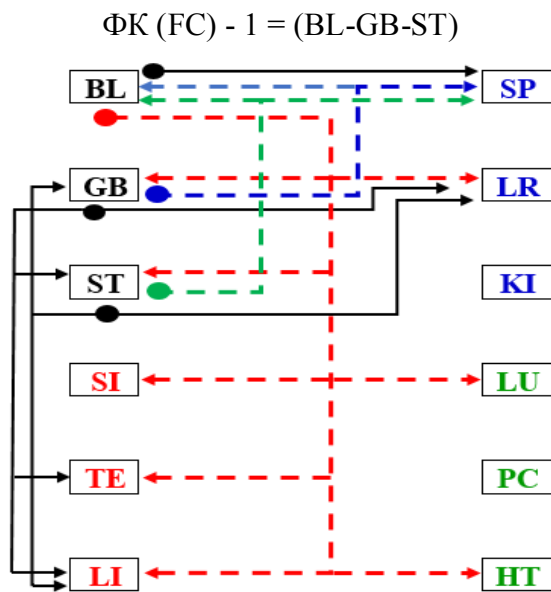 ФК (FC) - 1 = (BL-GB-ST)
BL SP
GB LR
ST KI
SI LU
TE PC
LI HT